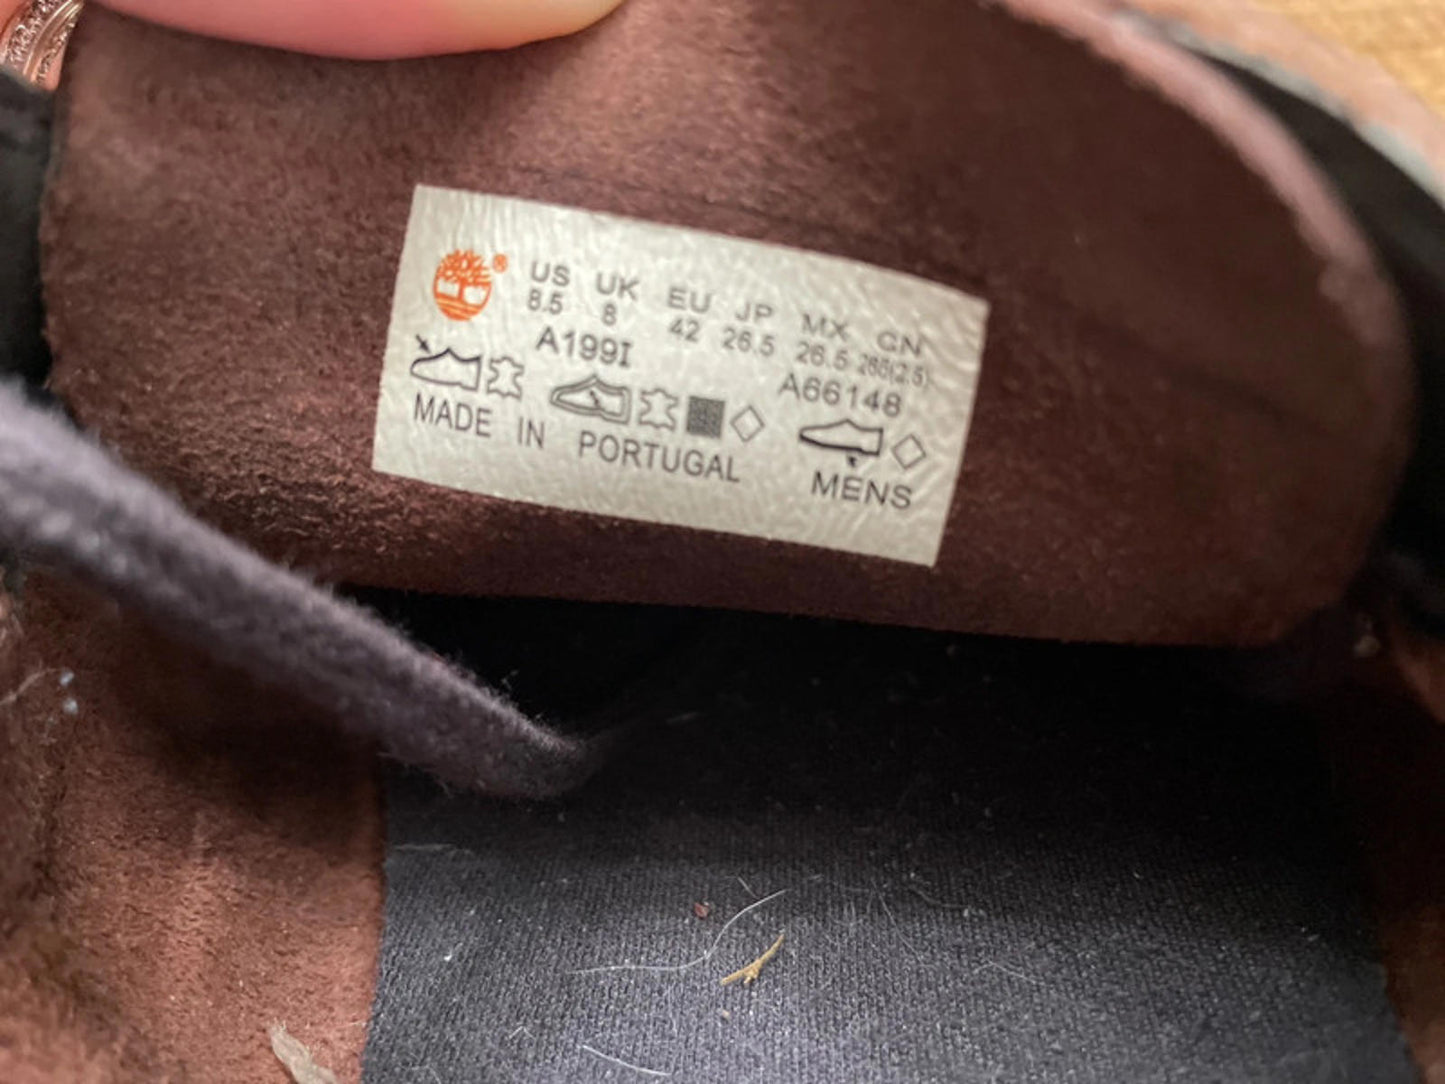 ® US UK EU JP MX CN
8.5 8 42 26.5 26.5 265(2.5)
A199I A66148
MADE IN PORTUGAL MENS